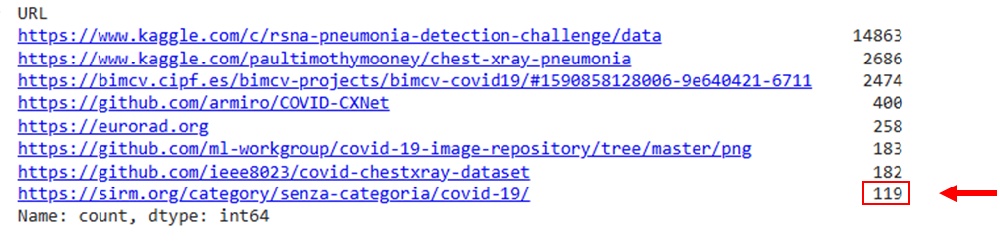 URL
https://www.kaggle.com/c/rsna-pneumonia-detection-challenge/data 14863
https://www.kaggle.com/paultimothymooney/chest-xray-pneumonia 2686
https://bimcv.cipf.es/bimcv-projects/bimcv-covid19/#1590858128006-9e640421-6711 2474
https://github.com/armiro/COVID-CXNet 400
https://eurorad.org 258
https://github.com/ml-workgroup/covid-19-image-repository/tree/master/png 183
https://github.com/ieee8023/covid-chestxray-dataset 182
https://sirm.org/category/senza-categoria/covid-19/ 119
Name: count, dtype: int64